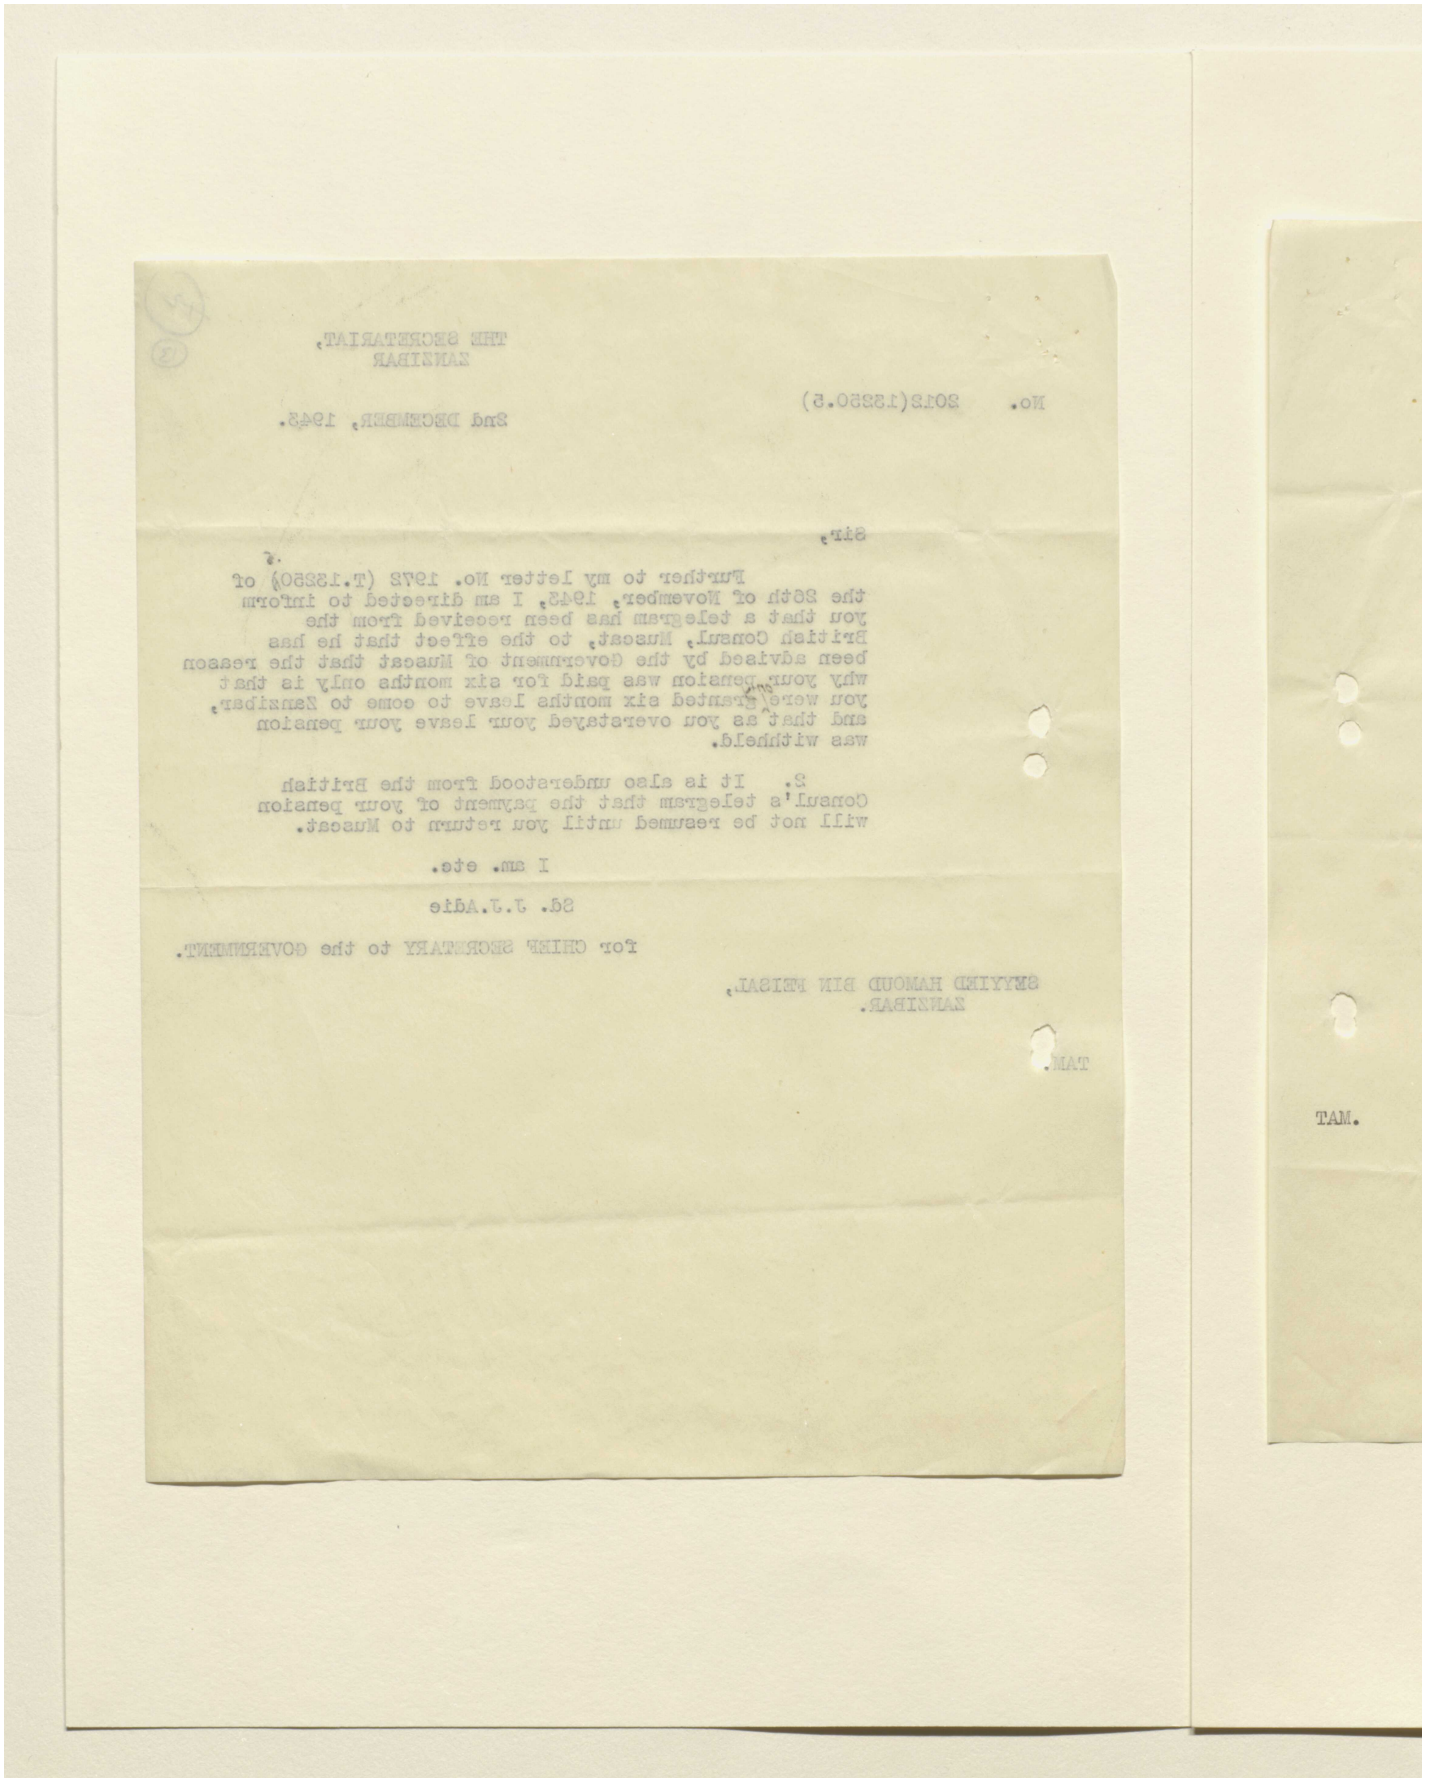 THE SECRETARIAT,
ZANZIBAR
No. 2012(13250.5)
2nd DECEMBER, 1943.
Sir,
Further to my letter No. 1972 (T.13250) of
the 26th of November, 1943, I am directed to inform
you that a telegram has been received from the
British Consul, Muscat, to the effect that he has
been advised by the Government of Muscat that the reason
why your pension was paid for six months only is that
you were granted six months leave to come to Zanzibar,
and that as you overstayed your leave your pension
was withheld.
2. It is also understood from the British
Consul's telegram that the payment of your pension
will not be resumed until you return to Muscat.
I am. etc.
Sd. J.J.Adie
for CHIEF SECRETARY to the GOVERNMENT.
SEYYIED HAMOUD BIN FEISAL,
ZANZIBAR.
TAM.
TAM.